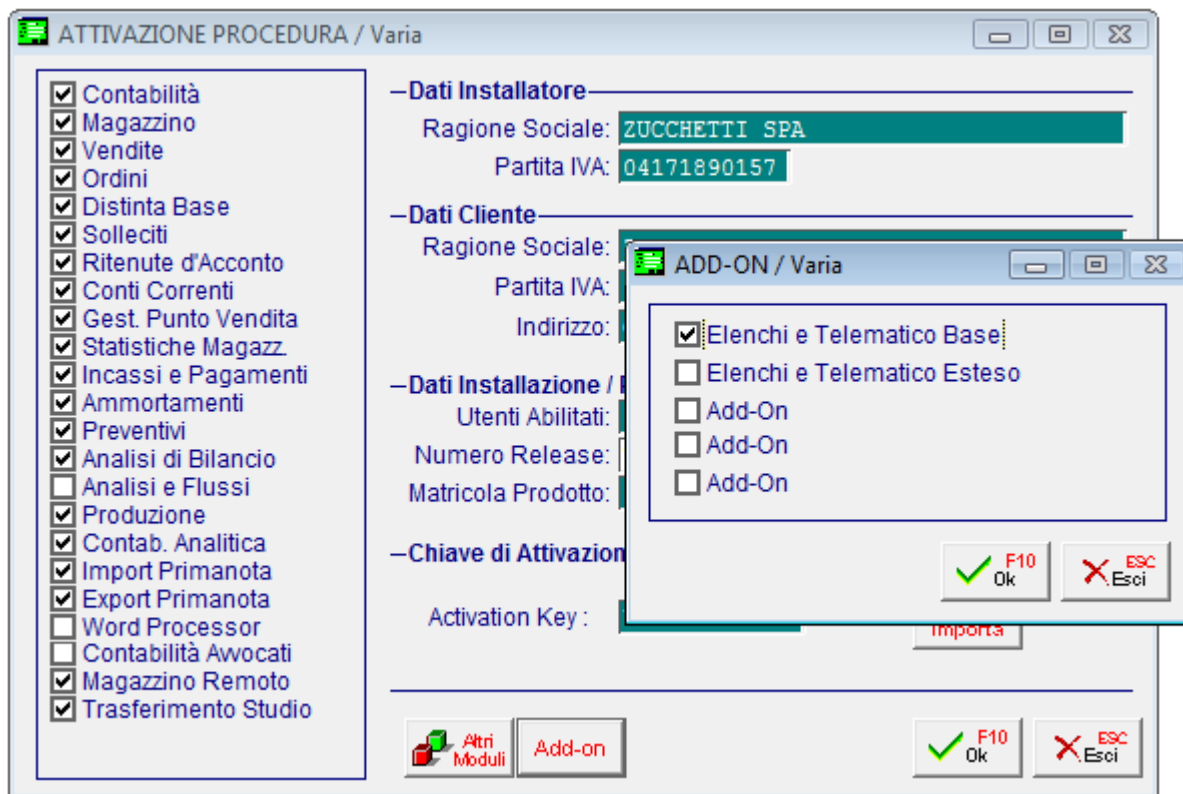 ATTIVAZIONE PROCEDURA / Varia
Contabilità
Magazzino
Vendite
Ordini
Distinta Base
Solleciti
Ritenute d'Acconto
Conti Correnti
Gest. Punto Vendita
Statistiche Magazz.
Incassi e Pagamenti
Ammortamenti
Preventivi
Analisi di Bilancio
Analisi e Flussi
Produzione
Contab. Analitica
Import Primanota
Export Primanota
Word Processor
Contabilità Avvocati
Magazzino Remoto
Trasferimento Studio
Dati Installatore
Ragione Sociale: ZUCCHETTI SPA
Partita IVA: 04171890157
Dati Cliente
Ragione Sociale:
Partita IVA:
Indirizzo:
Dati Installazione /
Utenti Abilitati:
Numero Release:
Matricola Prodotto:
Chiave di Attivazion
Activation Key :
Importa
Altri Moduli
Add-on
F10 Ok
ESC Esci
ADD-ON / Varia
Elenchi e Telematico Base
Elenchi e Telematico Esteso
Add-On
Add-On
Add-On
F10 Ok
ESC Esci